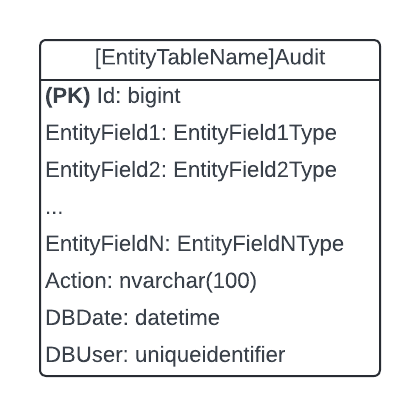 [EntityTableName]Audit
(PK) Id: bigint
EntityField1: EntityField1Type
EntityField2: EntityField2Type
...
EntityFieldN: EntityFieldNType
Action: nvarchar(100)
DBDate: datetime
DBUser: uniqueidentifier